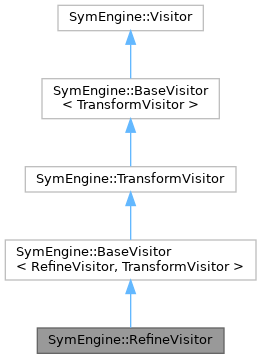 SymEngine::Visitor
SymEngine::BaseVisitor
< TransformVisitor >
SymEngine::TransformVisitor
SymEngine::BaseVisitor
< RefineVisitor, TransformVisitor >
SymEngine::RefineVisitor